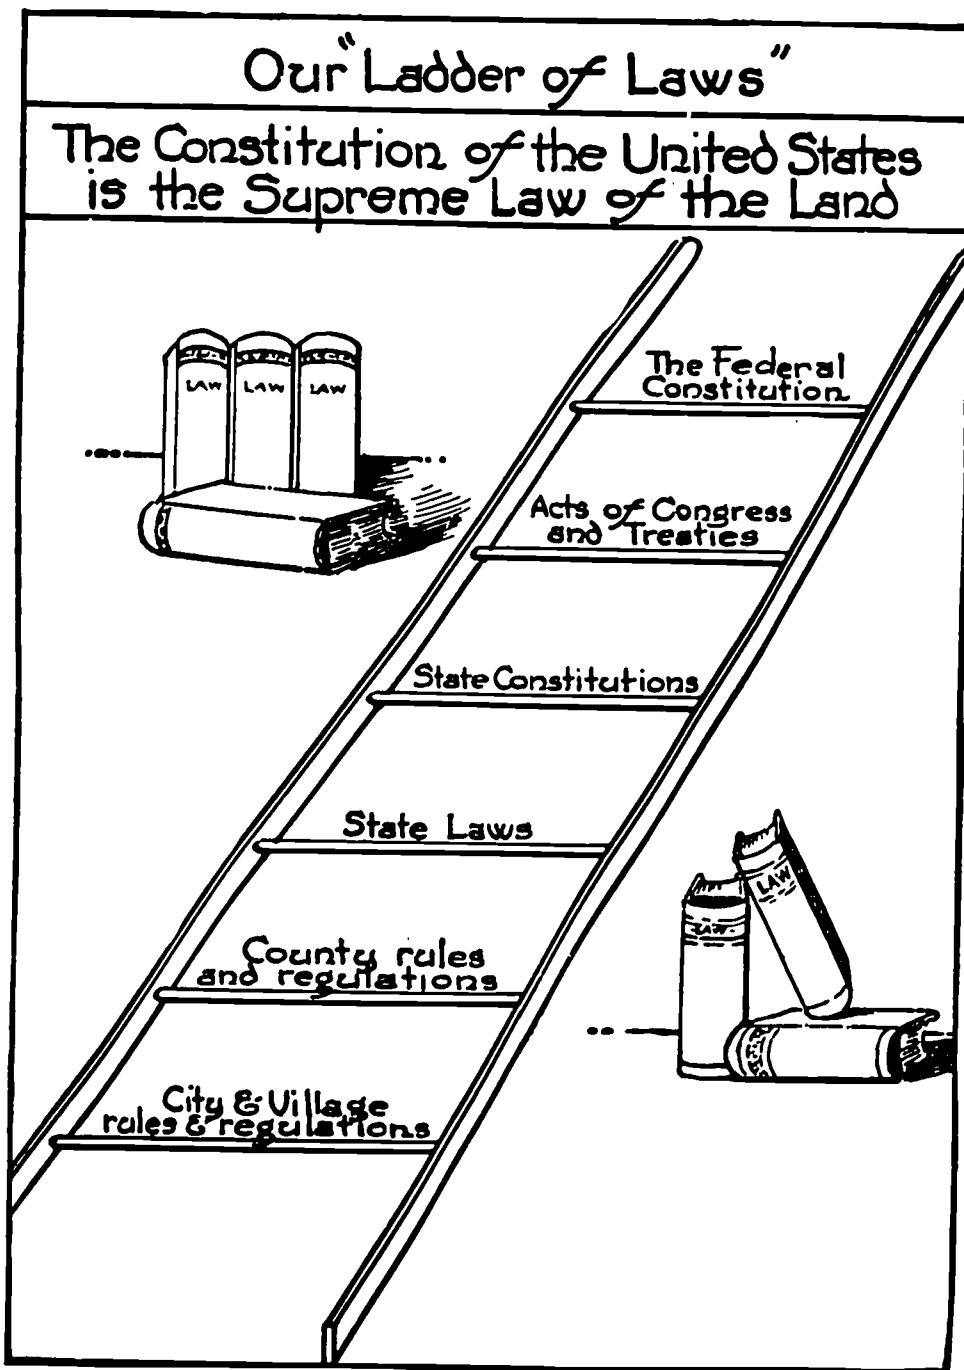 Our "Ladder of Laws"
The Constitution of the United States
is the Supreme Law of the Land
LAW LAW LAW
The Federal
Constitution
Acts of Congress
and Treaties
State Constitutions
State Laws
LAW
LAW
County rules
and regulations
City & Village
rules & regulations